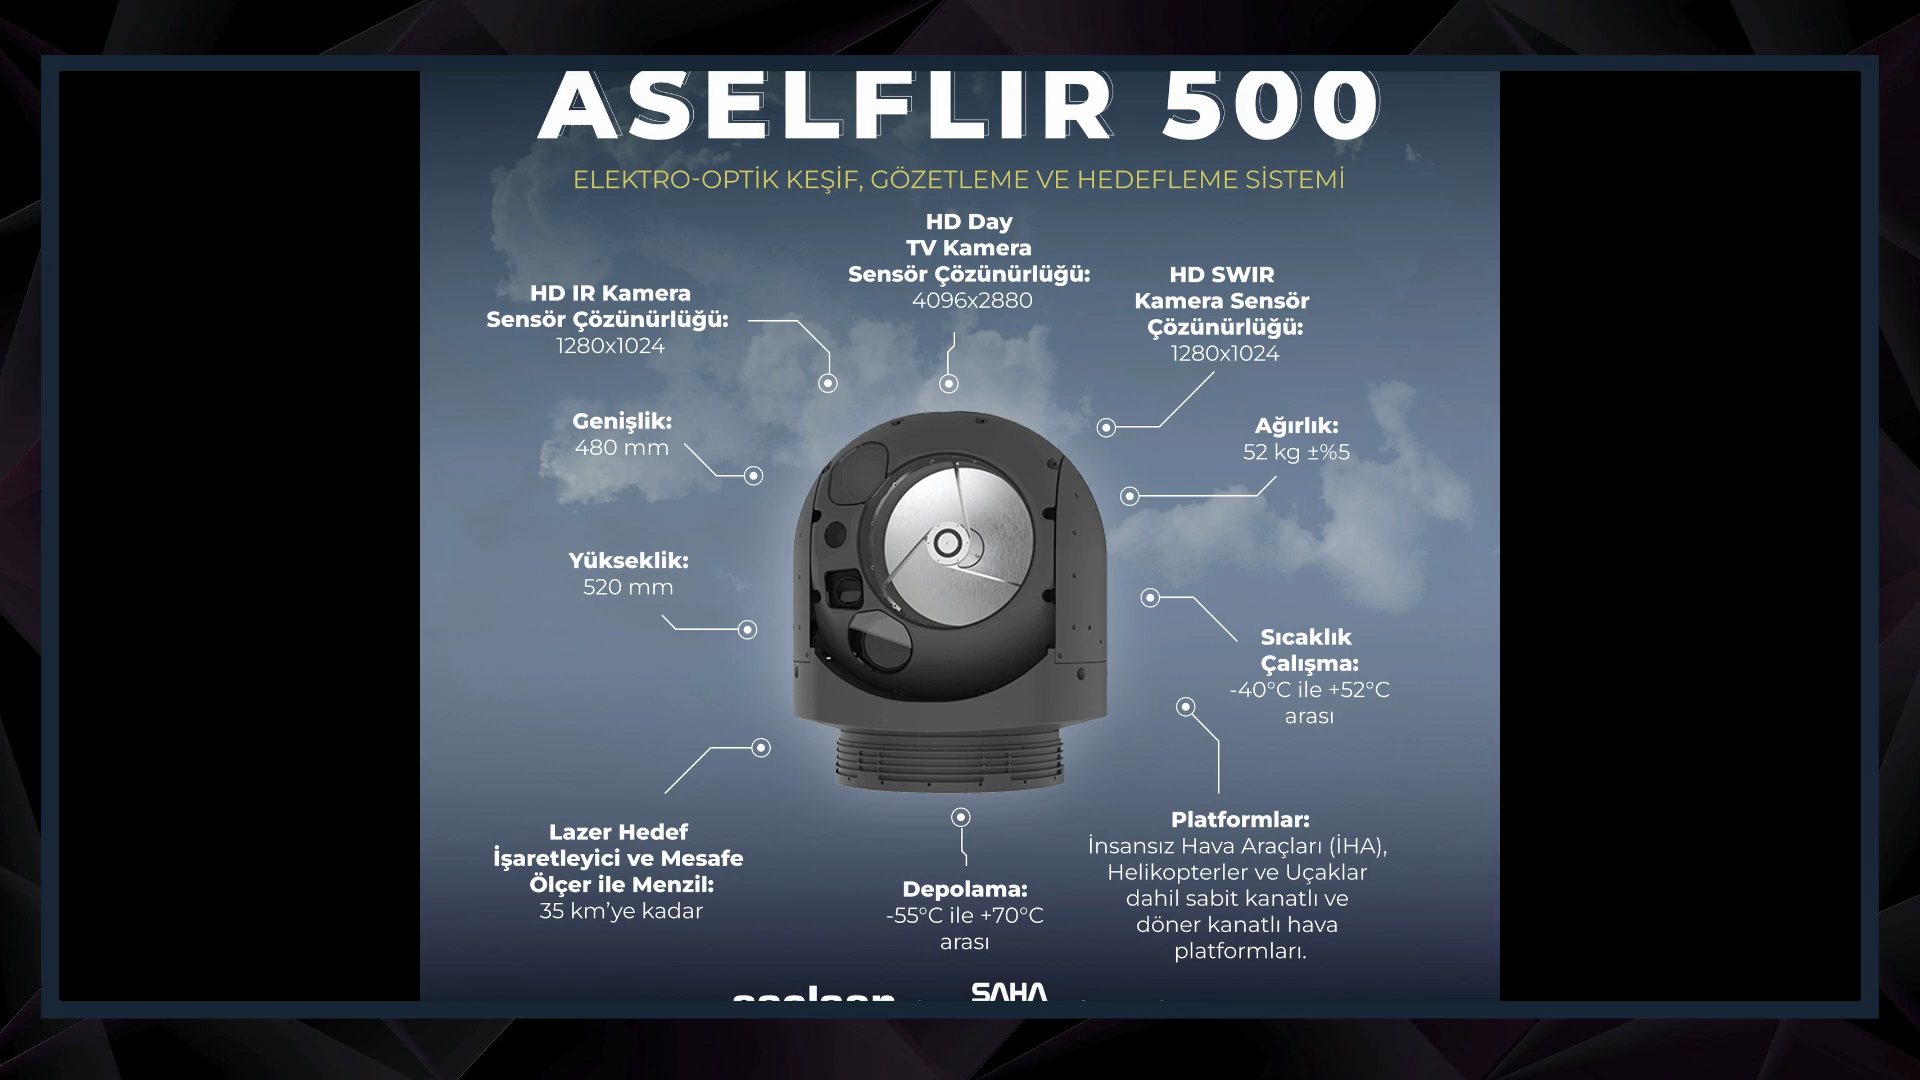 ASELFLIR 500
ELEKTRO-OPTİK KEŞİF, GÖZETLEME VE HEDEFLEME SİSTEMİ
HD Day
TV Kamera
Sensör Çözünürlüğü:
4096x2880
HD IR Kamera
Sensör Çözünürlüğü:
1280x1024
HD SWIR
Kamera Sensör
Çözünürlüğü:
1280x1024
Genişlik:
480 mm
Ağırlık:
52 kg ±%5
Yükseklik:
520 mm
Sıcaklık
Çalışma:
-40°C ile +52°C
arası
Lazer Hedef
İşaretleyici ve Mesafe
Ölçer ile Menzil:
35 km’ye kadar
Depolama:
-55°C ile +70°C
arası
Platformlar:
İnsansız Hava Araçları (İHA),
Helikopterler ve Uçaklar
dahil sabit kanatlı ve
döner kanatlı hava
platformları.
aselsan
SAHA